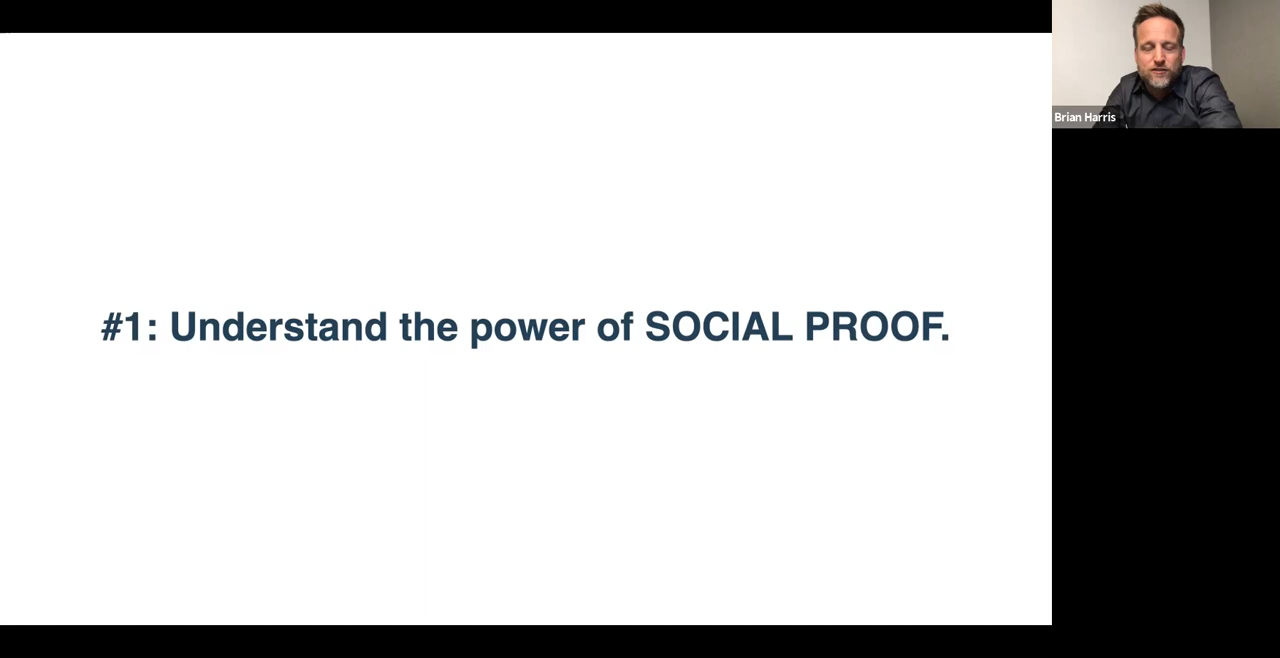 #1: Understand the power of SOCIAL PROOF.
Brian Harris